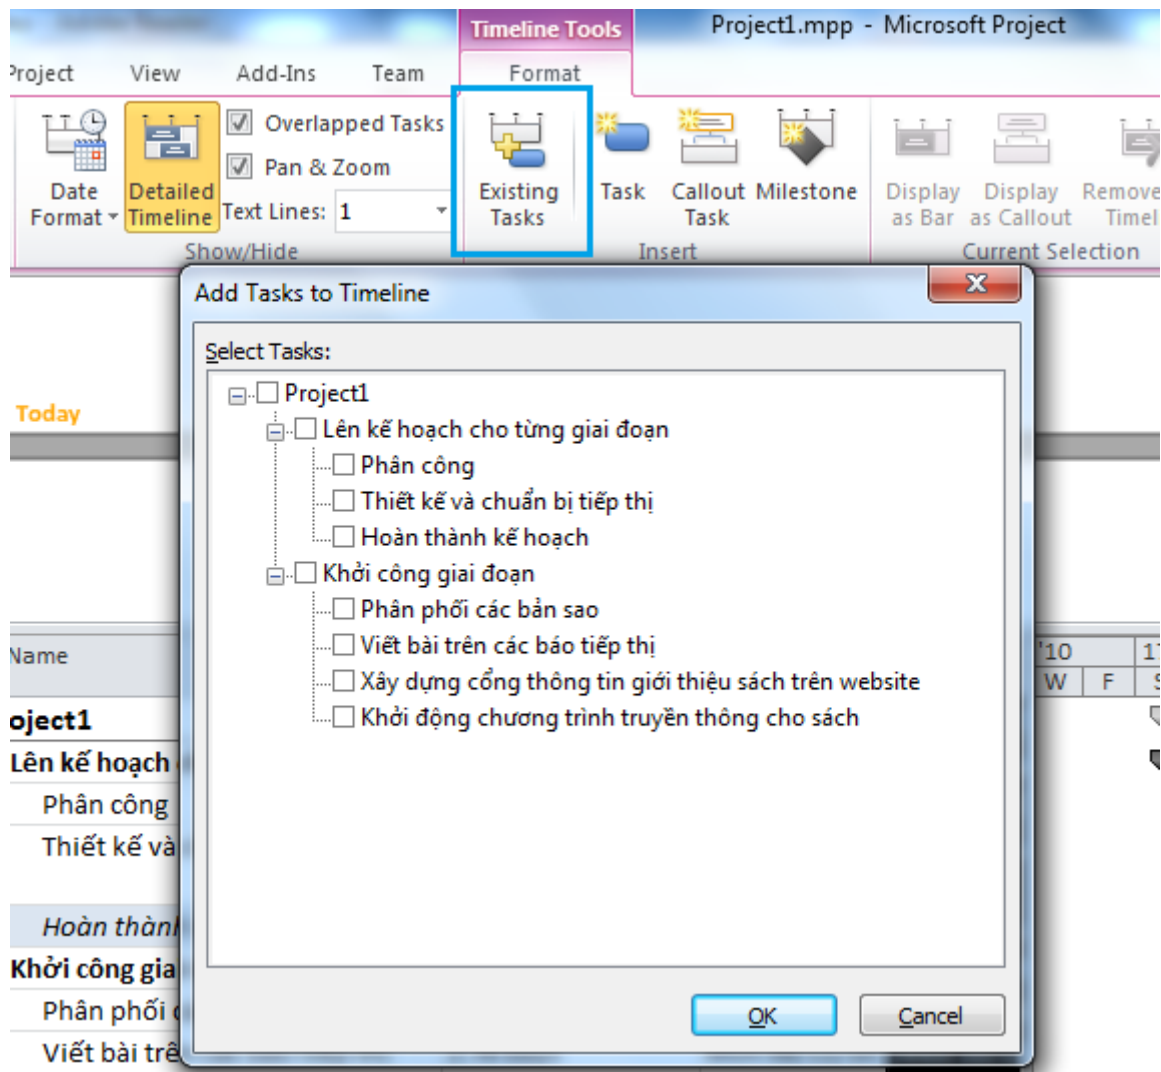 Timeline Tools
Project1.mpp - Microsoft Project
Project View Add-Ins Team Format
Date Format
Detailed Timeline
Overlapped Tasks
Pan & Zoom
Text Lines: 1
Show/Hide
Existing Tasks
Task
Callout Task
Milestone
Insert
Display as Bar
Display as Callout
Remove
Timel
Current Selection
Add Tasks to Timeline
Select Tasks:
Project1
Lên kế hoạch cho từng giai đoạn
Phân công
Thiết kế và chuẩn bị tiếp thị
Hoàn thành kế hoạch
Khởi công giai đoạn
Phân phối các bản sao
Viết bài trên các báo tiếp thị
Xây dựng cổng thông tin giới thiệu sách trên website
Khởi động chương trình truyền thông cho sách
OK Cancel
Today
Name
'10 17
W F S
oject1
Lên kế hoạch
Phân công
Thiết kế và
Hoàn thành
Khởi công gia
Phân phối c
Viết bài trê